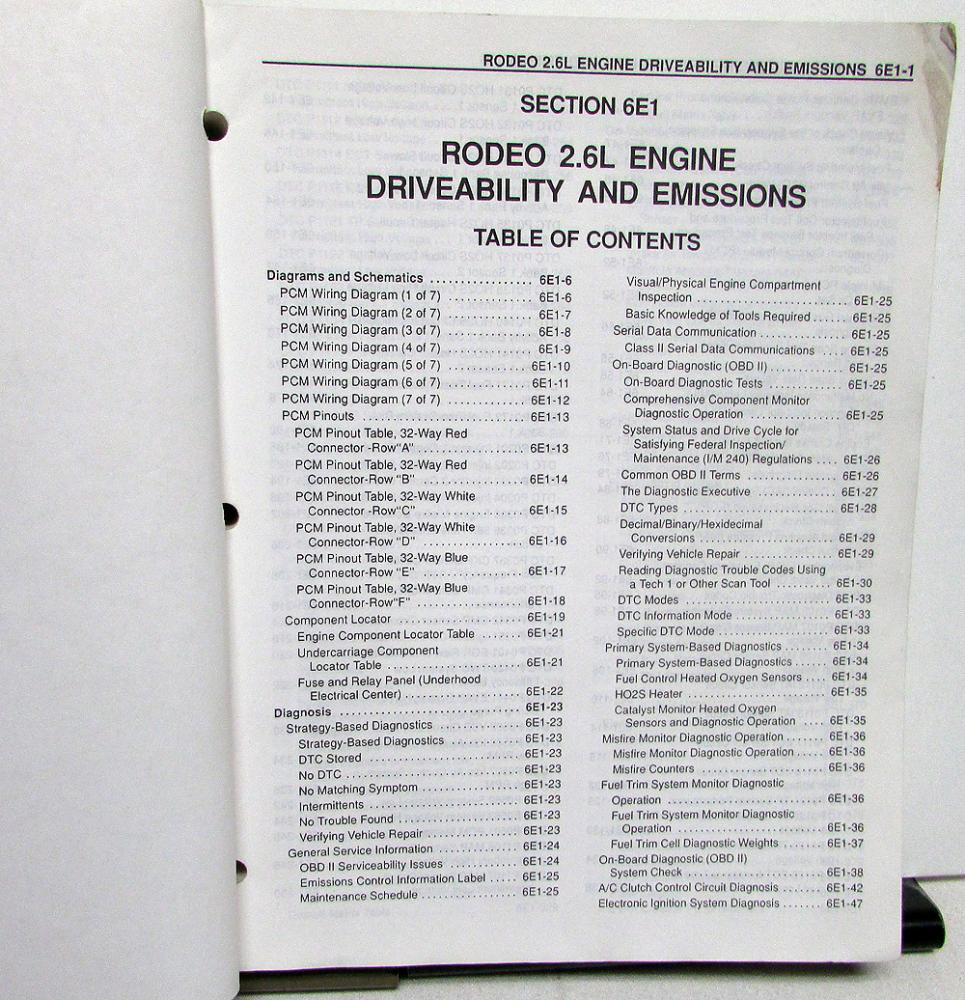 RODEO 2.6L ENGINE DRIVEABILITY AND EMISSIONS 6E1-1
SECTION 6E1
RODEO 2.6L ENGINE
DRIVEABILITY AND EMISSIONS
TABLE OF CONTENTS
Diagrams and Schematics . . . . . . . . . . . . . . 6E1-6
PCM Wiring Diagram (1 of 7) . . . . . . . . . . . . 6E1-6
PCM Wiring Diagram (2 of 7) . . . . . . . . . . . . 6E1-7
PCM Wiring Diagram (3 of 7) . . . . . . . . . . . . 6E1-8
PCM Wiring Diagram (4 of 7) . . . . . . . . . . . . 6E1-9
PCM Wiring Diagram (5 of 7) . . . . . . . . . . . 6E1-10
PCM Wiring Diagram (6 of 7) . . . . . . . . . . . 6E1-11
PCM Wiring Diagram (7 of 7) . . . . . . . . . . . 6E1-12
PCM Pinouts . . . . . . . . . . . . . . . . . . . . 6E1-13
PCM Pinout Table, 32-Way Red
Connector -Row"A" . . . . . . . . . . . . . . 6E1-13
PCM Pinout Table, 32-Way Red
Connector-Row "B" . . . . . . . . . . . . . . 6E1-14
PCM Pinout Table, 32-Way White
Connector -Row"C" . . . . . . . . . . . . . . 6E1-15
PCM Pinout Table, 32-Way White
Connector-Row "D" . . . . . . . . . . . . . . 6E1-16
PCM Pinout Table, 32-Way Blue
Connector-Row "E" . . . . . . . . . . . . . . 6E1-17
PCM Pinout Table, 32-Way Blue
Connector-Row"F" . . . . . . . . . . . . . . 6E1-18
Component Locator . . . . . . . . . . . . . . . . 6E1-19
Engine Component Locator Table . . . . . . . 6E1-21
Undercarriage Component
Locator Table . . . . . . . . . . . . . . . . . 6E1-21
Fuse and Relay Panel (Underhood
Electrical Center) . . . . . . . . . . . . . . . 6E1-22
Diagnosis . . . . . . . . . . . . . . . . . . . . . . 6E1-23
Strategy-Based Diagnostics . . . . . . . . . . . 6E1-23
Strategy-Based Diagnostics . . . . . . . . . . 6E1-23
DTC Stored . . . . . . . . . . . . . . . . . . . 6E1-23
No DTC . . . . . . . . . . . . . . . . . . . . . 6E1-23
No Matching Symptom . . . . . . . . . . . . . 6E1-23
Intermittents . . . . . . . . . . . . . . . . . . 6E1-23
No Trouble Found . . . . . . . . . . . . . . . 6E1-23
Verifying Vehicle Repair . . . . . . . . . . . . 6E1-23
General Service Information . . . . . . . . . . . 6E1-24
OBD II Serviceability Issues . . . . . . . . . . 6E1-24
Emissions Control Information Label . . . . . 6E1-25
Maintenance Schedule . . . . . . . . . . . . . 6E1-25
Visual/Physical Engine Compartment
Inspection . . . . . . . . . . . . . . . . . . . 6E1-25
Basic Knowledge of Tools Required . . . . . . 6E1-25
Serial Data Communication . . . . . . . . . . . . 6E1-25
Class II Serial Data Communications . . . . 6E1-25
On-Board Diagnostic (OBD II) . . . . . . . . . . . 6E1-25
On-Board Diagnostic Tests . . . . . . . . . . . 6E1-25
Comprehensive Component Monitor
Diagnostic Operation . . . . . . . . . . . . . 6E1-25
System Status and Drive Cycle for
Satisfying Federal Inspection/
Maintenance (I/M 240) Regulations . . . . 6E1-26
Common OBD II Terms . . . . . . . . . . . . . 6E1-26
The Diagnostic Executive . . . . . . . . . . . 6E1-27
DTC Types . . . . . . . . . . . . . . . . . . . . 6E1-28
Decimal/Binary/Hexidecimal
Conversions . . . . . . . . . . . . . . . . . . 6E1-29
Verifying Vehicle Repair . . . . . . . . . . . . . 6E1-29
Reading Diagnostic Trouble Codes Using
a Tech 1 or Other Scan Tool . . . . . . . . . 6E1-30
DTC Modes . . . . . . . . . . . . . . . . . . . 6E1-33
DTC Information Mode . . . . . . . . . . . . . 6E1-33
Specific DTC Mode . . . . . . . . . . . . . . . 6E1-33
Primary System-Based Diagnostics . . . . . . . 6E1-34
Primary System-Based Diagnostics . . . . . . 6E1-34
Fuel Control Heated Oxygen Sensors . . . . 6E1-34
HO2S Heater . . . . . . . . . . . . . . . . . . 6E1-35
Catalyst Monitor Heated Oxygen
Sensors and Diagnostic Operation . . . . 6E1-35
Misfire Monitor Diagnostic Operation . . . . . . 6E1-36
Misfire Monitor Diagnostic Operation . . . . . 6E1-36
Misfire Counters . . . . . . . . . . . . . . . . . 6E1-36
Fuel Trim System Monitor Diagnostic
Operation . . . . . . . . . . . . . . . . . . . . 6E1-36
Fuel Trim System Monitor Diagnostic
Operation . . . . . . . . . . . . . . . . . . . 6E1-36
Fuel Trim Cell Diagnostic Weights . . . . . . . 6E1-37
On-Board Diagnostic (OBD II)
System Check . . . . . . . . . . . . . . . . . . 6E1-38
A/C Clutch Control Circuit Diagnosis . . . . . . 6E1-42
Electronic Ignition System Diagnosis . . . . . . 6E1-47